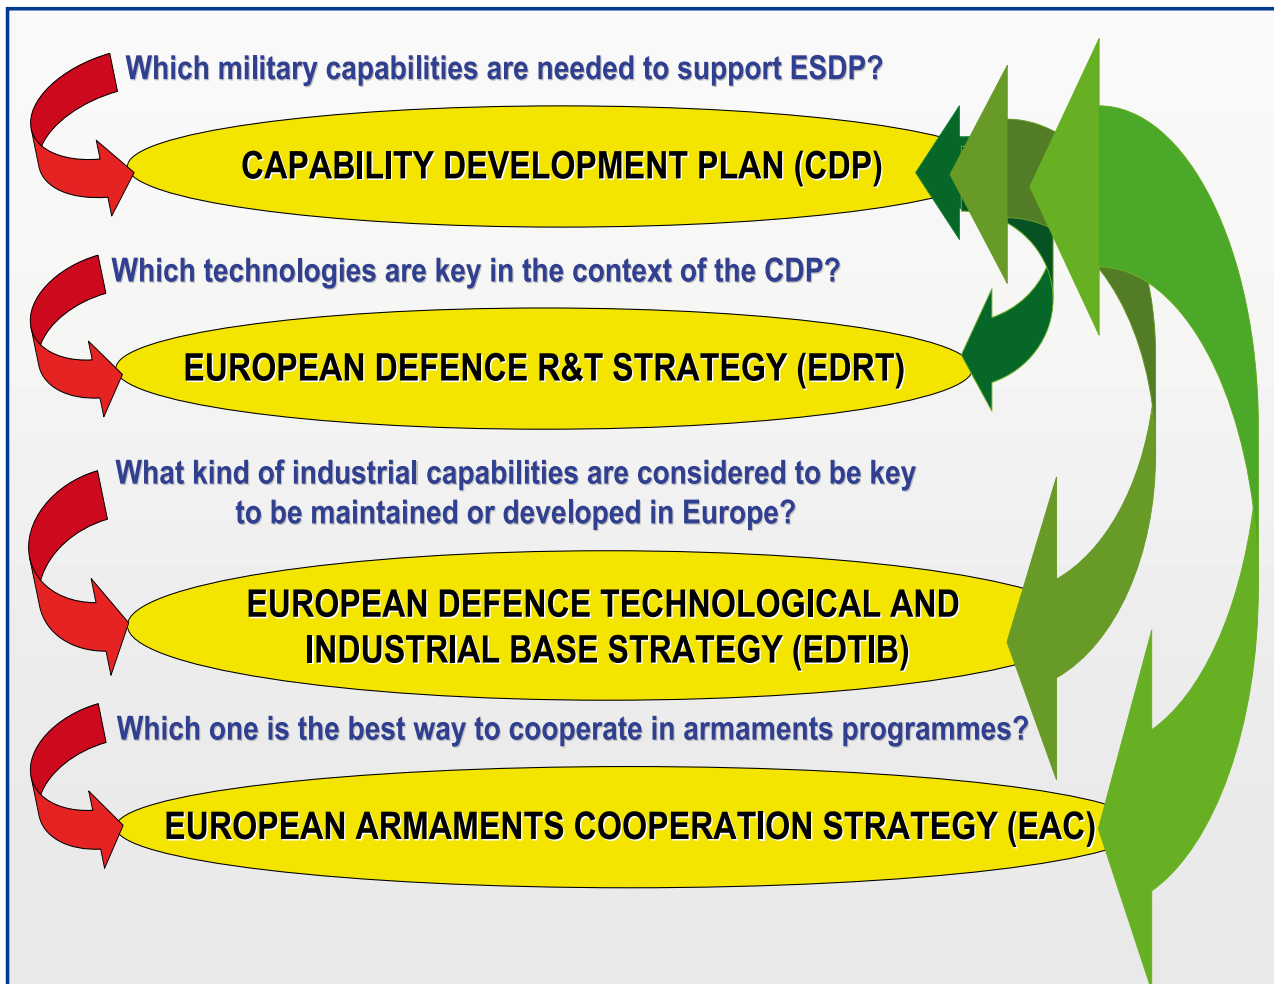 Which military capabilities are needed to support ESDP?
CAPABILITY DEVELOPMENT PLAN (CDP)
Which technologies are key in the context of the CDP?
EUROPEAN DEFENCE R&T STRATEGY (EDRT)
What kind of industrial capabilities are considered to be key
to be maintained or developed in Europe?
EUROPEAN DEFENCE TECHNOLOGICAL AND
INDUSTRIAL BASE STRATEGY (EDTIB)
Which one is the best way to cooperate in armaments programmes?
EUROPEAN ARMAMENTS COOPERATION STRATEGY (EAC)